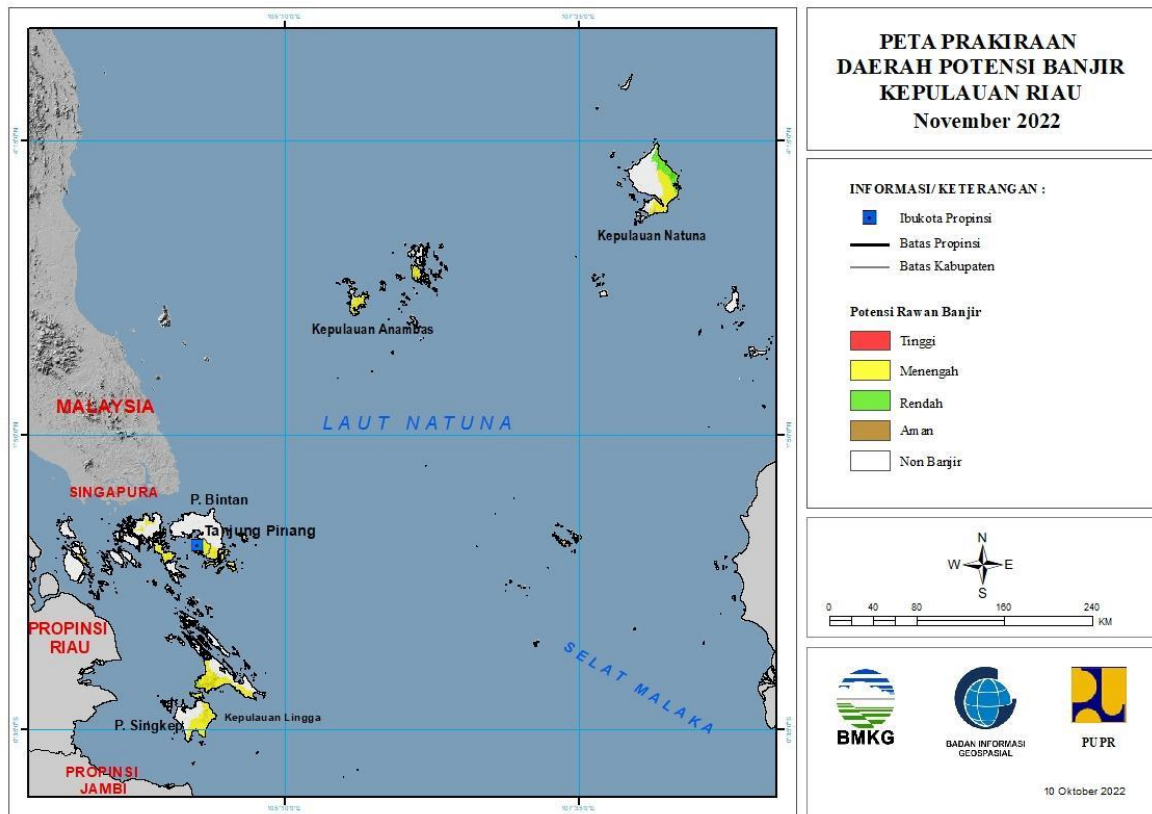 PETA PRAKIRAAN
DAERAH POTENSI BANJIR
KEPULAUAN RIAU
November 2022
INFORMASI/ KETERANGAN :
Ibukota Propinsi
Batas Propinsi
Batas Kabupaten
Potensi Rawan Banjir
Tinggi
Menengah
Rendah
Aman
Non Banjir
N
W E
S
0 40 80 160 240
KM
BMKG
BADAN INFORMASI
GEOSPASIAL
PUPR
10 Oktober 2022
Kepulauan Natuna
Kepulauan Anambas
MALAYSIA
LAUT NATUNA
SINGAPURA
P. Bintan
Tanjung Pinang
PROPINSI
RIAU
SELAT MALAKA
P. Singkep
Kepulauan Lingga
PROPINSI
JAMBI